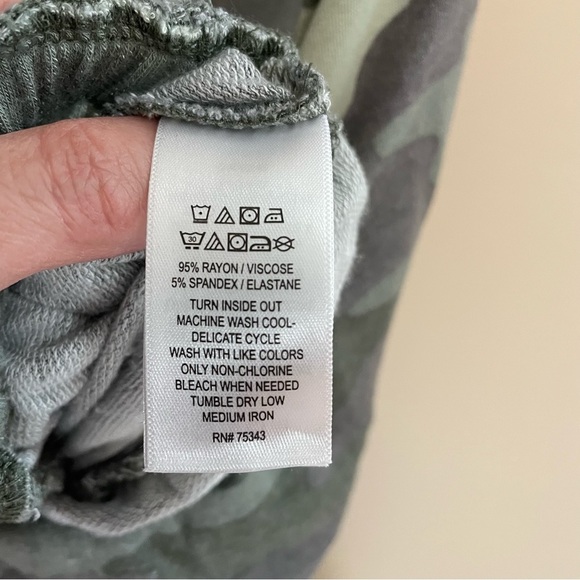 30
95% RAYON / VISCOSE
5% SPANDEX / ELASTANE
TURN INSIDE OUT
MACHINE WASH COOL-
DELICATE CYCLE
WASH WITH LIKE COLORS
ONLY NON-CHLORINE
BLEACH WHEN NEEDED
TUMBLE DRY LOW
MEDIUM IRON
RN# 75343